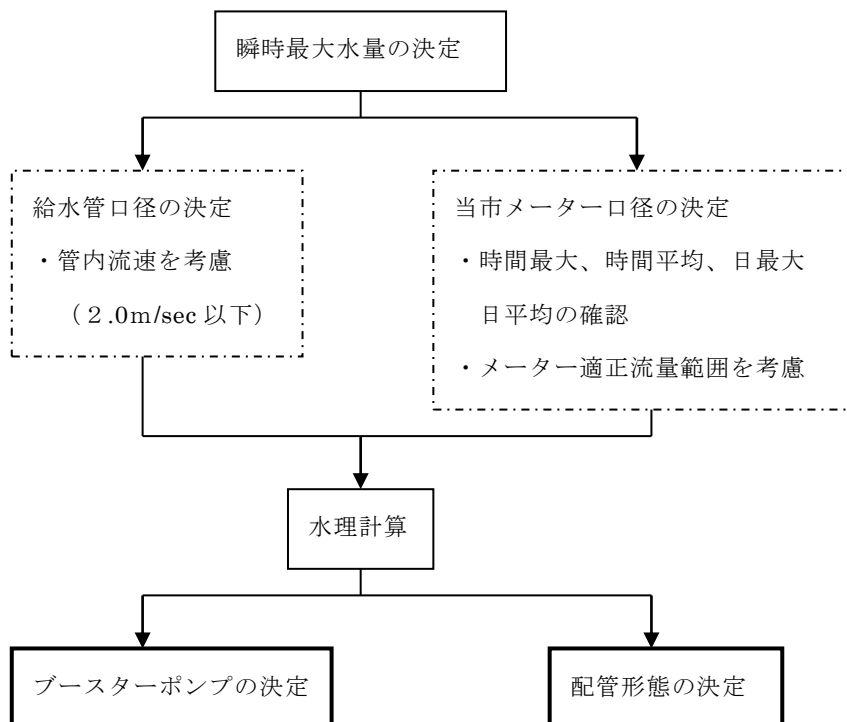 瞬時最大水量の決定
給水管口径の決定
・管内流速を考慮
（２.0ｍ/sec 以下）
当市メーター口径の決定
・時間最大、時間平均、日最大
日平均の確認
・メーター適正流量範囲を考慮
水理計算
ブースターポンプの決定
配管形態の決定